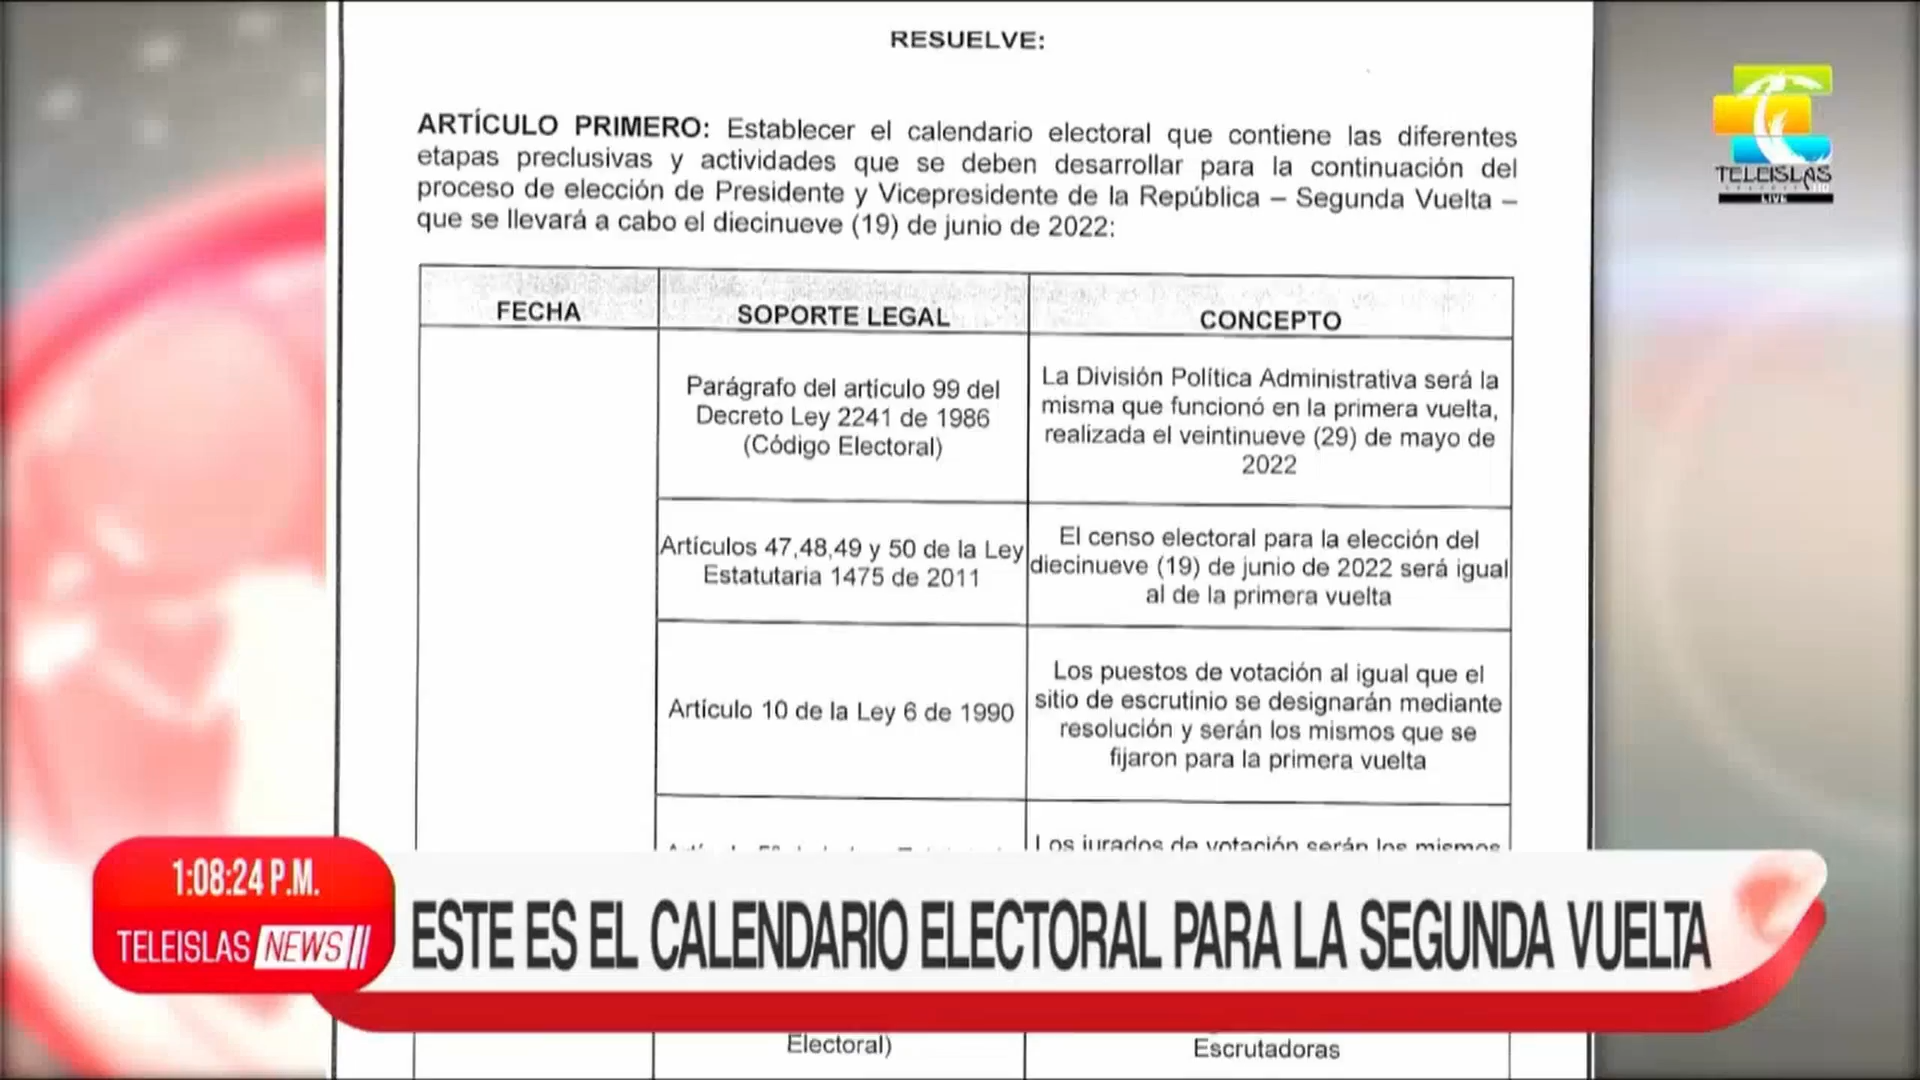 RESUELVE:
ARTÍCULO PRIMERO: Establecer el calendario electoral que contiene las diferentes
etapas preclusivas y actividades que se deben desarrollar para la continuación del
proceso de elección de Presidente y Vicepresidente de la República – Segunda Vuelta –
que se llevará a cabo el diecinueve (19) de junio de 2022:
FECHA
SOPORTE LEGAL
CONCEPTO
Parágrafo del artículo 99 del
Decreto Ley 2241 de 1986
(Código Electoral)
La División Política Administrativa será la
misma que funcionó en la primera vuelta,
realizada el veintinueve (29) de mayo de
2022
Artículos 47,48,49 y 50 de la Ley
Estatutaria 1475 de 2011
El censo electoral para la elección del
diecinueve (19) de junio de 2022 será igual
al de la primera vuelta
Artículo 10 de la Ley 6 de 1990
Los puestos de votación al igual que el
sitio de escrutinio se designarán mediante
resolución y serán los mismos que se
fijaron para la primera vuelta
Los jurados de votación serán los mismos
Electoral)
Escrutadoras
TELEISLAS
LIVE
1:08:24 P.M.
TELEISLAS NEWS
ESTE ES EL CALENDARIO ELECTORAL PARA LA SEGUNDA VUELTA